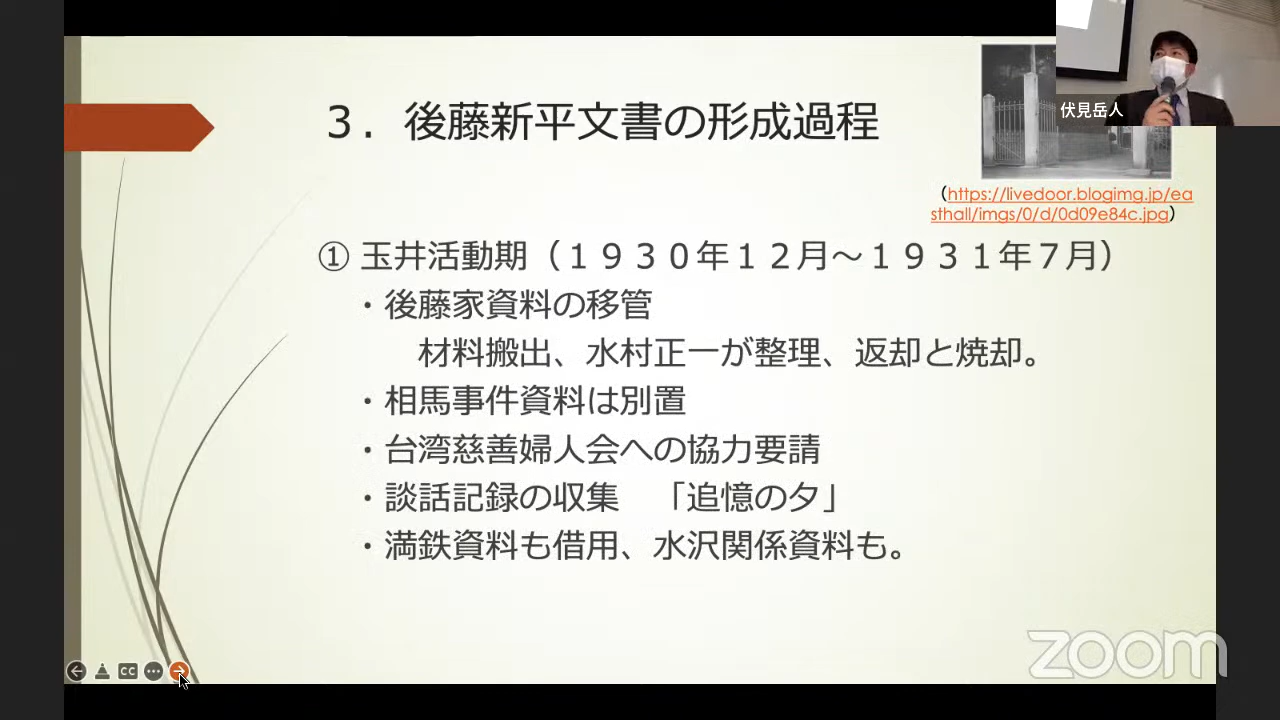 伏見岳人
３．後藤新平文書の形成過程
（https://livedoor.blogimg.jp/ea
sthall/imgs/0/d/0d09e84c.jpg）
① 玉井活動期（１９３０年１２月～１９３１年７月）
・後藤家資料の移管
材料搬出、水村正一が整理、返却と焼却。
・相馬事件資料は別置
・台湾慈善婦人会への協力要請
・談話記録の収集　「追憶の夕」
・満鉄資料も借用、水沢関係資料も。
CC
zoom